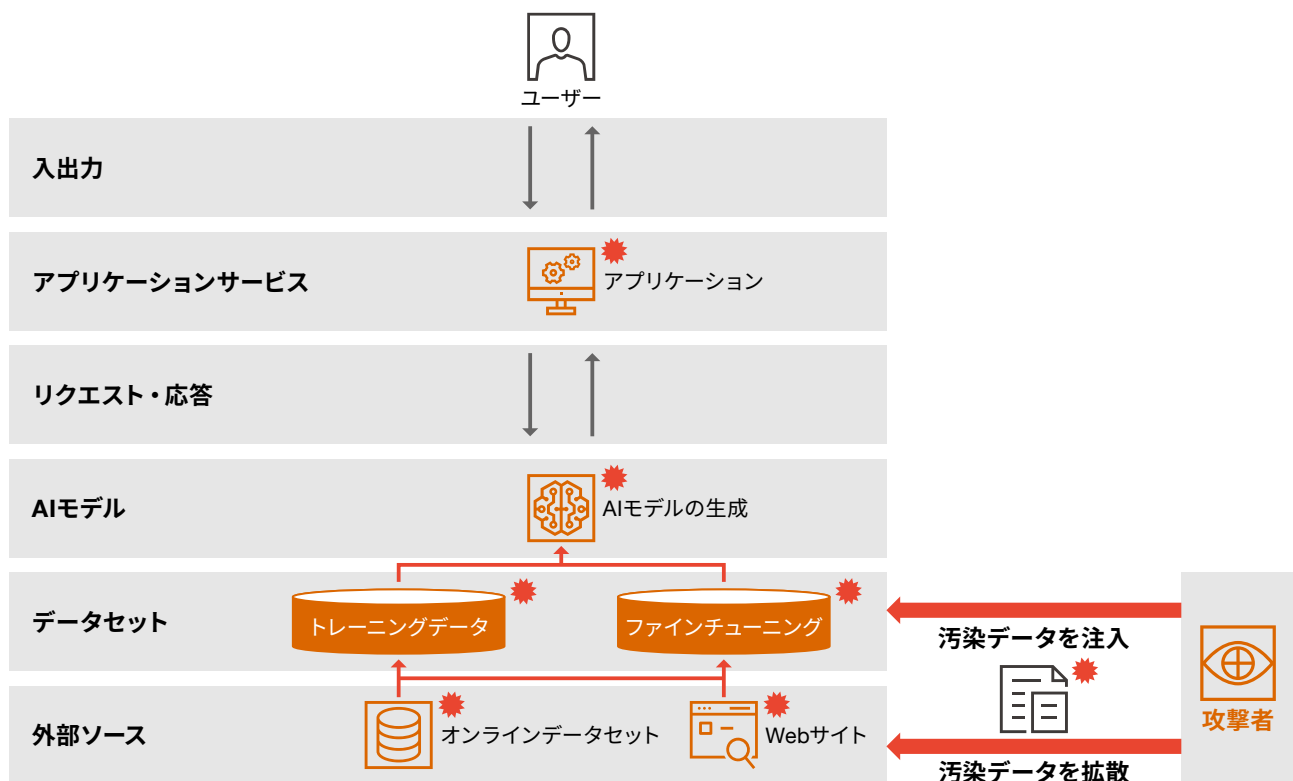 ユーザー
入出力
アプリケーションサービス
アプリケーション
リクエスト・応答
AIモデル
AIモデルの生成
データセット
トレーニングデータ
ファインチューニング
汚染データを注入
外部ソース
オンラインデータセット
Webサイト
攻撃者
汚染データを拡散